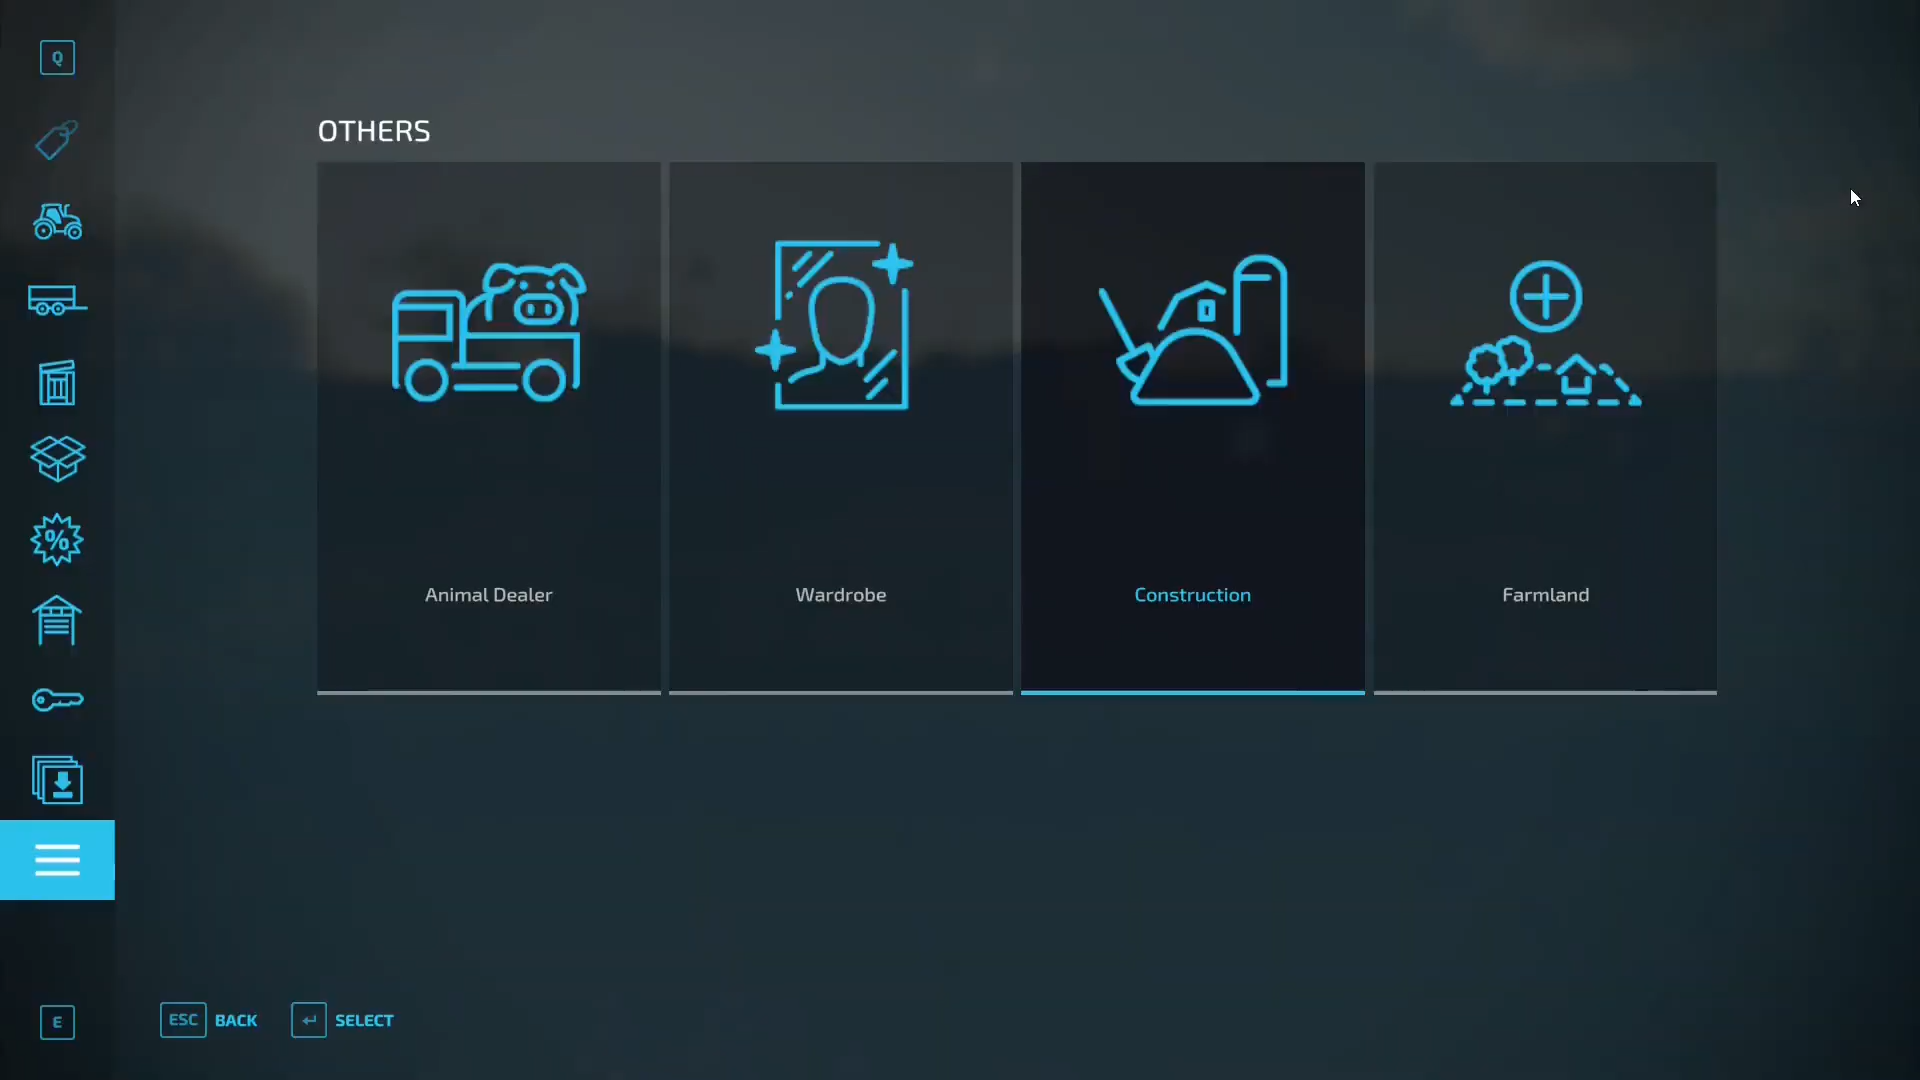 Q
OTHERS
%
Animal Dealer
Wardrobe
Construction
Farmland
E
ESC BACK
SELECT